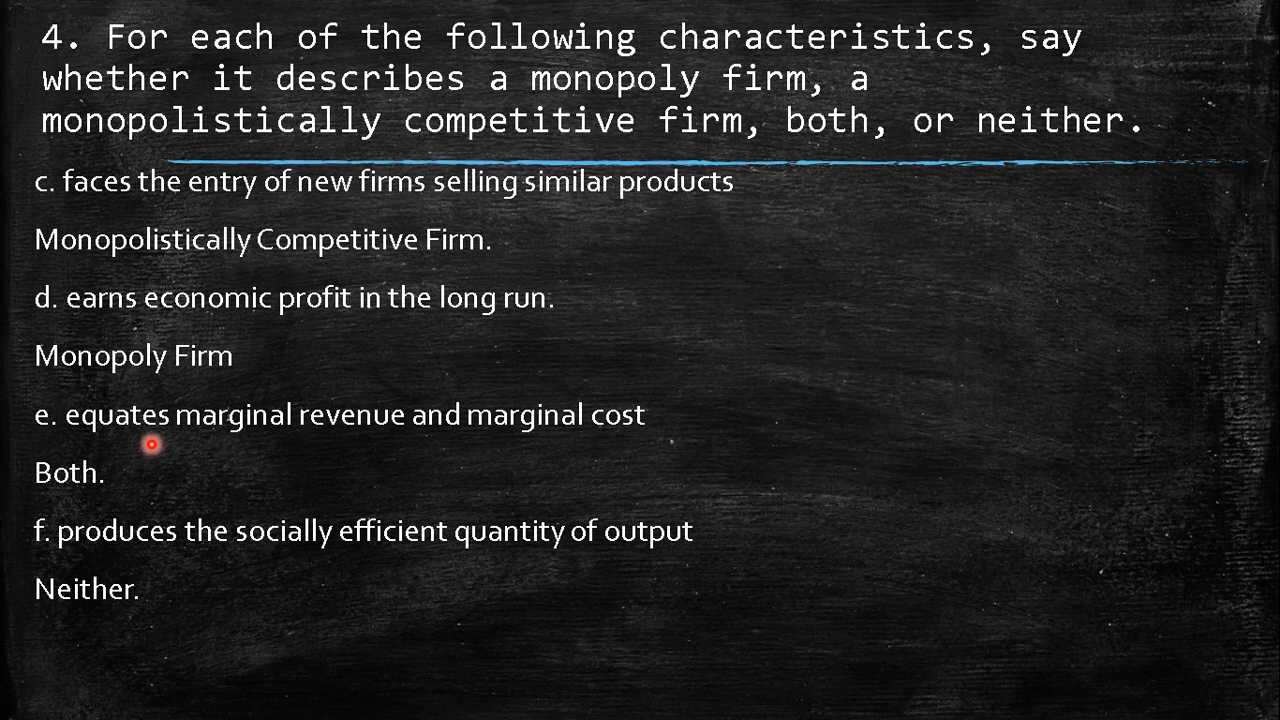 4. For each of the following characteristics, say
whether it describes a monopoly firm, a
monopolistically competitive firm, both, or neither.
c. faces the entry of new firms selling similar products
Monopolistically Competitive Firm.
d. earns economic profit in the long run.
Monopoly Firm
e. equates marginal revenue and marginal cost
Both.
f. produces the socially efficient quantity of output
Neither.